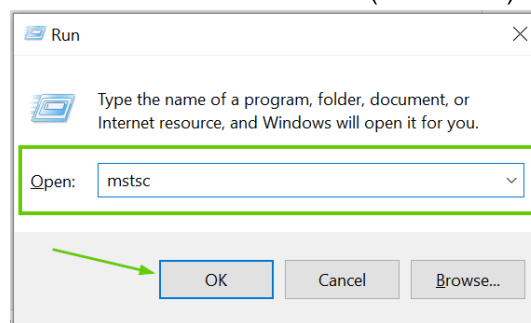 Run
Type the name of a program, folder, document, or
Internet resource, and Windows will open it for you.
Open: mstsc
OK Cancel Browse...